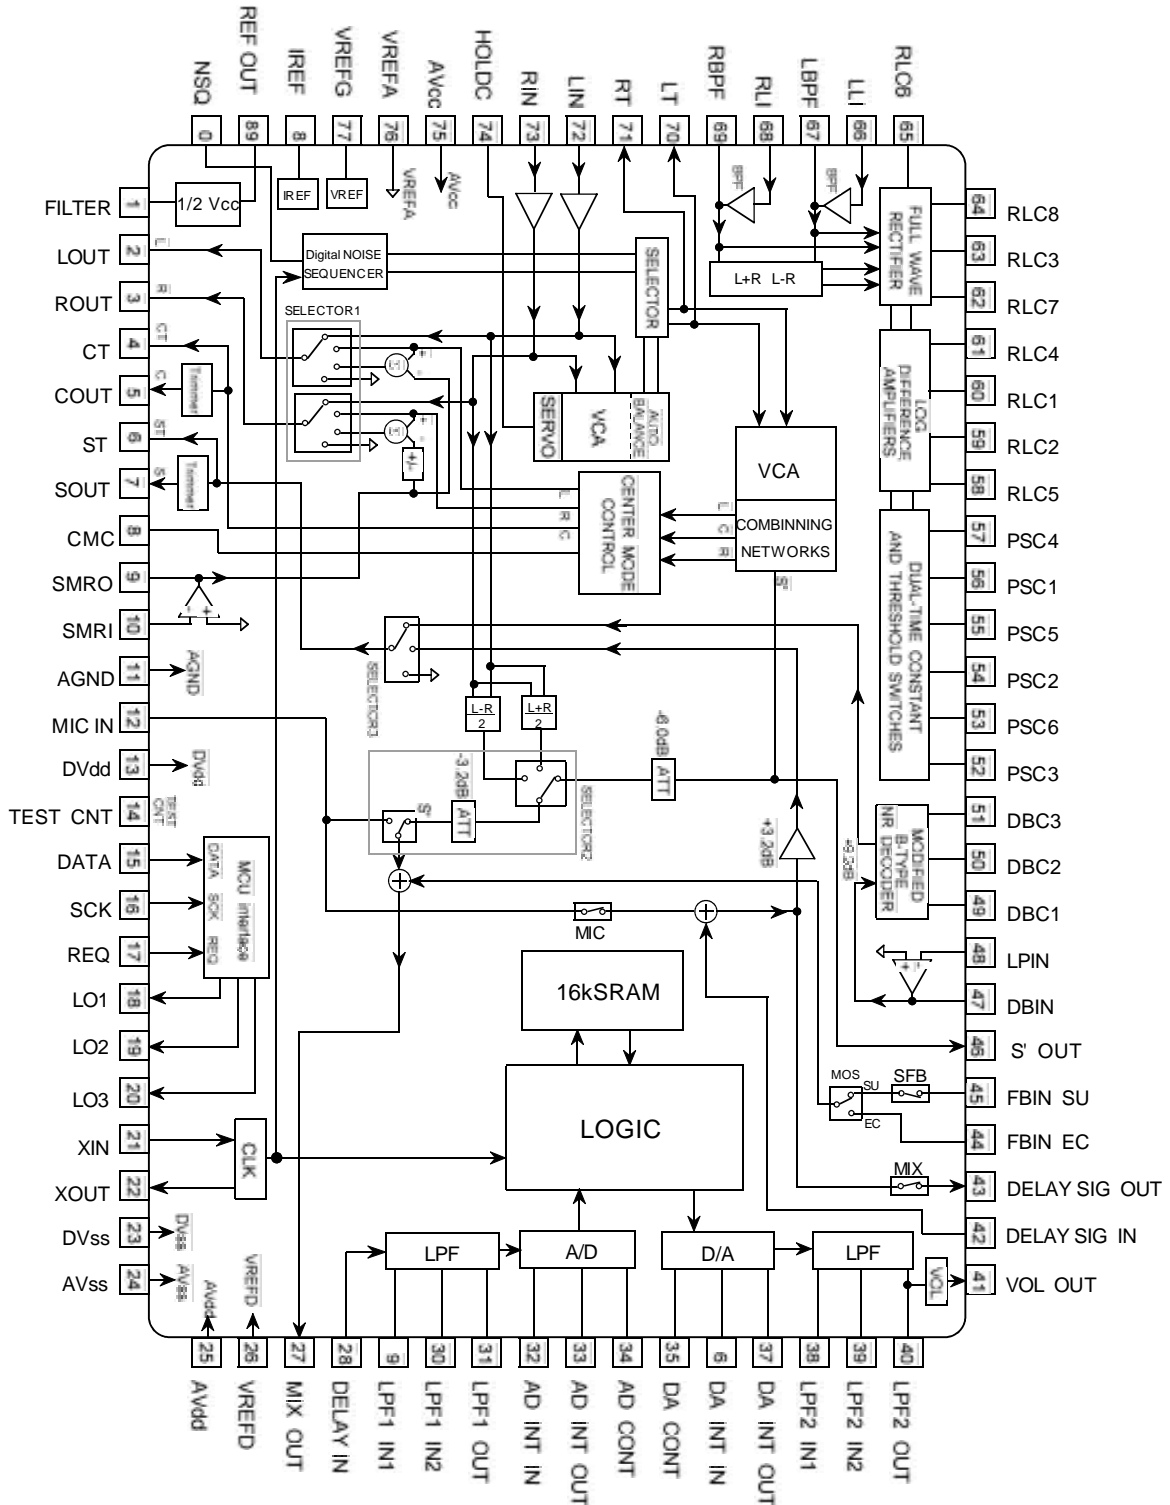 NSQ
REF OUT
IREF
VREFG
VREFA
AVcc
HOLDC
RIN
LIN
RT
LT
RBPF
RLI
LBPF
LLI
RLC6
0
89
8
77
76
75
74
73
72
71
70
69
68
67
66
65
1/2 Vcc
IREF
VREF
VREFA
AVcc
BPF
BPF
FULL WAVE
RECTIFIER
L+R L-R
Digital NOISE
SEQUENCER
SELECTOR
SELECTOR1
1
FILTER
2
LOUT
L
3
ROUT
R
4
CT
CT
5
COUT
C
6
ST
ST
7
SOUT
S
8
CMC
9
SMRO
10
SMRI
11
AGND
AGND
12
MIC IN
13
DVdd
DVdd
14
TEST CNT
TEST
CNT
15
DATA
16
SCK
17
REQ
18
LO1
19
LO2
20
LO3
21
XIN
22
XOUT
23
DVss
DVss
24
AVss
AVss
64
RLC8
63
RLC3
62
RLC7
61
RLC4
60
RLC1
59
RLC2
58
RLC5
57
PSC4
56
PSC1
55
PSC5
54
PSC2
53
PSC6
52
PSC3
51
DBC3
50
DBC2
49
DBC1
48
LPIN
47
DBIN
46
S' OUT
45
FBIN SU
44
FBIN EC
43
DELAY SIG OUT
42
DELAY SIG IN
41
VOL OUT
LOG
DIFFERENCE
AMPLIFIERS
DUAL-TIME CONSTANT
AND THRESHOLD SWITCHES
MODIFIED
B-TYPE
NR DECODER
SERVO
VCA
AUTO
BALANCE
VCA
COMBINNING
NETWORKS
CENTER MODE
CONTROL
L
R
C
L
C
R
S'
+/-
+
-
+
-
-
+
L-R
2
L+R
2
-6.0dB
ATT
-3.2dB
ATT
S'
SELECTOR2
+3.2dB
MIC
DATA
SCK
REQ
MCU interface
16kSRAM
LOGIC
CLK
MOS
SU
EC
SFB
MIX
LPF
A/D
D/A
LPF
VOL
AVdd
VREFD
25
26
27
28
9
30
31
32
33
34
35
6
37
38
39
40
AVdd
VREFD
MIX OUT
DELAY IN
LPF1 IN1
LPF1 IN2
LPF1 OUT
AD INT IN
AD INT OUT
AD CONT
DA CONT
DA INT IN
DA INT OUT
LPF2 IN1
LPF2 IN2
LPF2 OUT